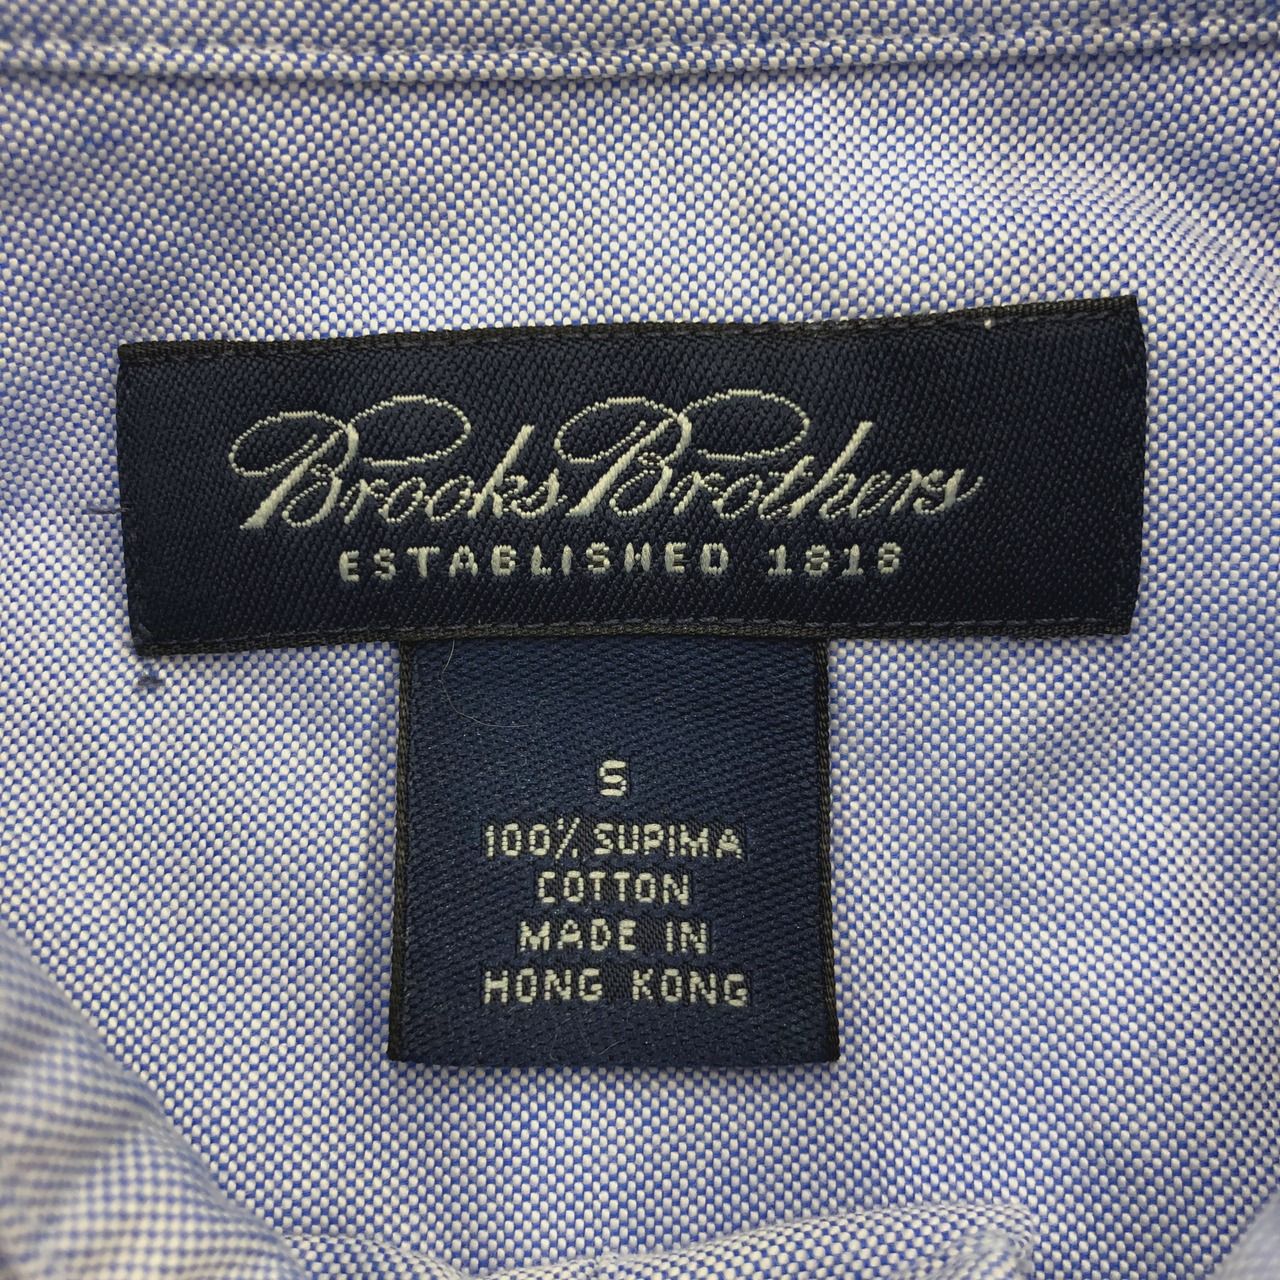 Brooks Brothers
ESTABLISHED 1818
S
100% SUPIMA
COTTON
MADE IN
HONG KONG